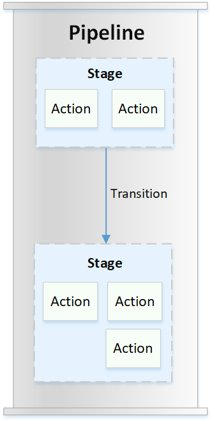 Pipeline
Stage
Action Action
Transition
Stage
Action Action
Action